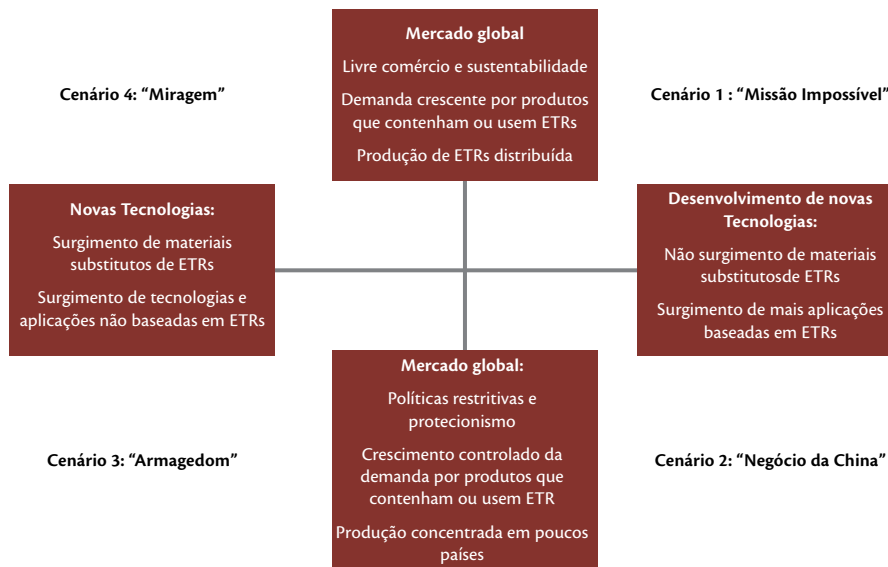 Mercado global
Livre comércio e sustentabilidade
Demanda crescente por produtos
que contenham ou usem ETRs
Produção de ETRs distribuída
Cenário 4: “Miragem”
Cenário 1 : “Missão Impossível”
Novas Tecnologias:
Surgimento de materiais
substitutos de ETRs
Surgimento de tecnologias e
aplicações não baseadas em ETRs
Desenvolvimento de novas
Tecnologias:
Não surgimento de materiais
substitutosde ETRs
Surgimento de mais aplicações
baseadas em ETRs
Mercado global:
Políticas restritivas e
protecionismo
Crescimento controlado da
demanda por produtos que
contenham ou usem ETR
Produção concentrada em poucos
países
Cenário 3: “Armagedom”
Cenário 2: “Negócio da China”